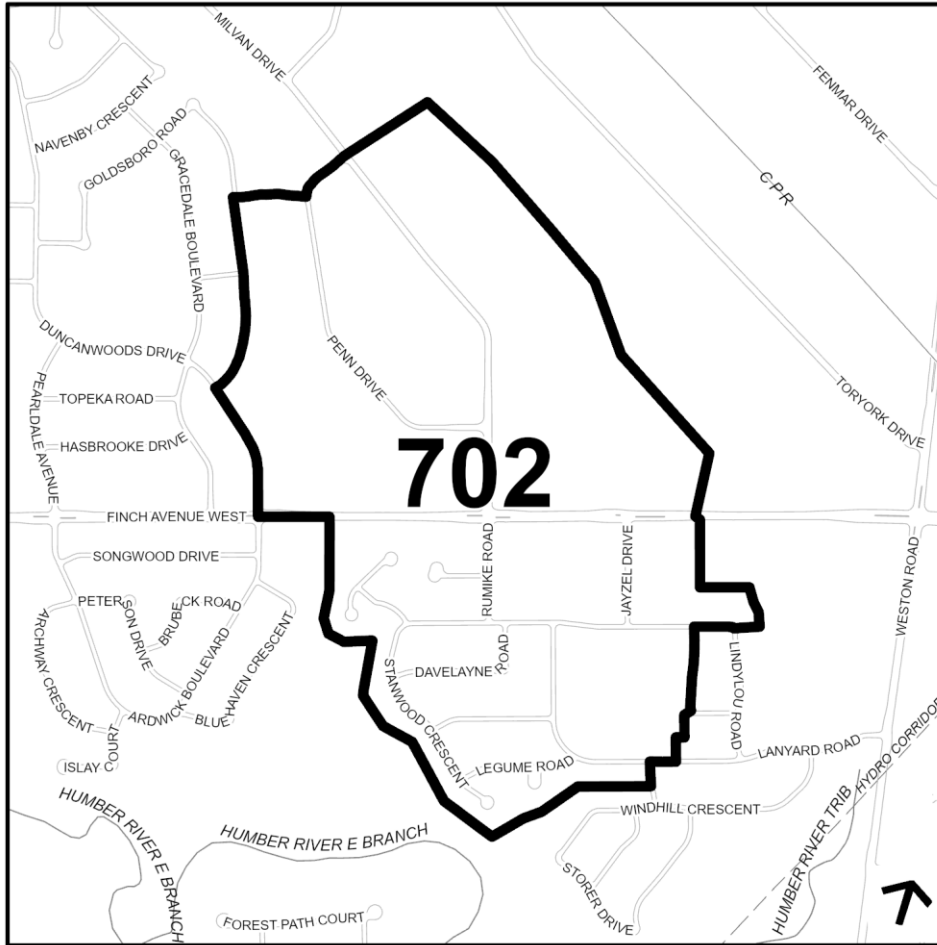 MILVAN DRIVE
FENMAR DRIVE
NAVENBY CRESCENT
GOLDSBORO ROAD
GRACEDALE BOULEVARD
C P R
DUNCANWOODS DRIVE
PENN DRIVE
PEARLDALE AVENUE
TOPEKA ROAD
TORYORK DRIVE
HASBROOKE DRIVE
702
FINCH AVENUE WEST
SONGWOOD DRIVE
RUMIKE ROAD
JAYZEL DRIVE
WESTON ROAD
PETER
SON DRIVE
BRUBE
CK ROAD
ARCHWAY CRESCENT
ARDWICK BOULEVARD
BLUE
HAVEN CRESCENT
STANWOOD CRESCENT
DAVELAYNE ROAD
LINDYLOU ROAD
ISLAY COURT
LEGUME ROAD
LANYARD ROAD
HYDRO CORRIDOR
WINDHILL CRESCENT
HUMBER RIVER E BRANCH
HUMBER RIVER E BRANCH
HUMBER RIVER TRIB
STORER DRIVE
FOREST PATH COURT